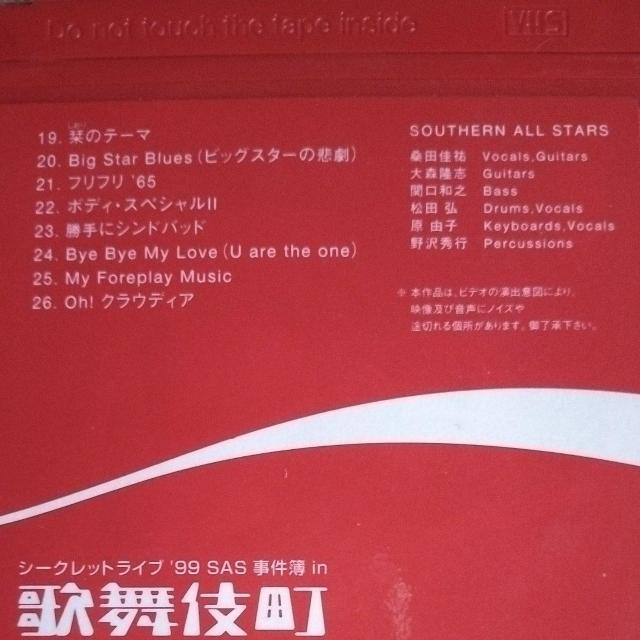 Do not touch the tape inside
VHS
しおり
19. 栞のテーマ
20. Big Star Blues(ビッグスターの悲劇)
21. フリフリ '65
22. ボディ・スペシャルII
23. 勝手にシンドバッド
24. Bye Bye My Love(U are the one)
25. My Foreplay Music
26. Oh! クラウディア
SOUTHERN ALL STARS
桑田佳祐 Vocals,Guitars
大森隆志 Guitars
関口和之 Bass
松田 弘 Drums,Vocals
原 由子 Keyboards,Vocals
野沢秀行 Percussions
※ 本作品は、ビデオの演出意図により、
映像及び音声にノイズや
途切れる個所があります。御了承下さい。
シークレットライブ '99 SAS 事件簿 in
歌舞伎町